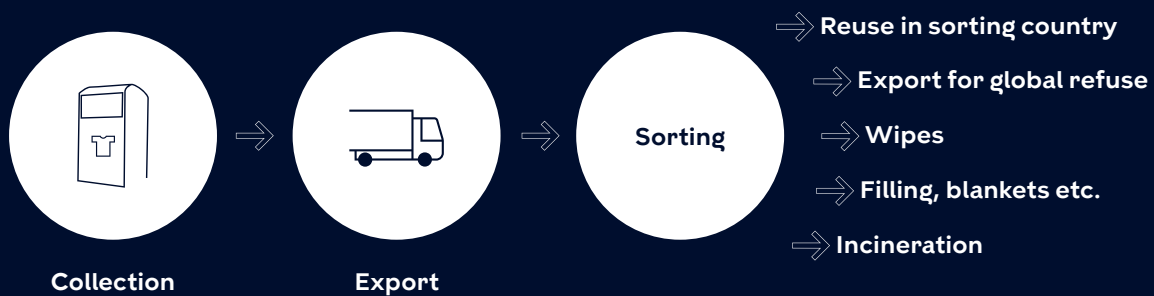 Reuse in sorting country
Export for global refuse
Sorting
Wipes
Filling, blankets etc.
Incineration
Collection
Export